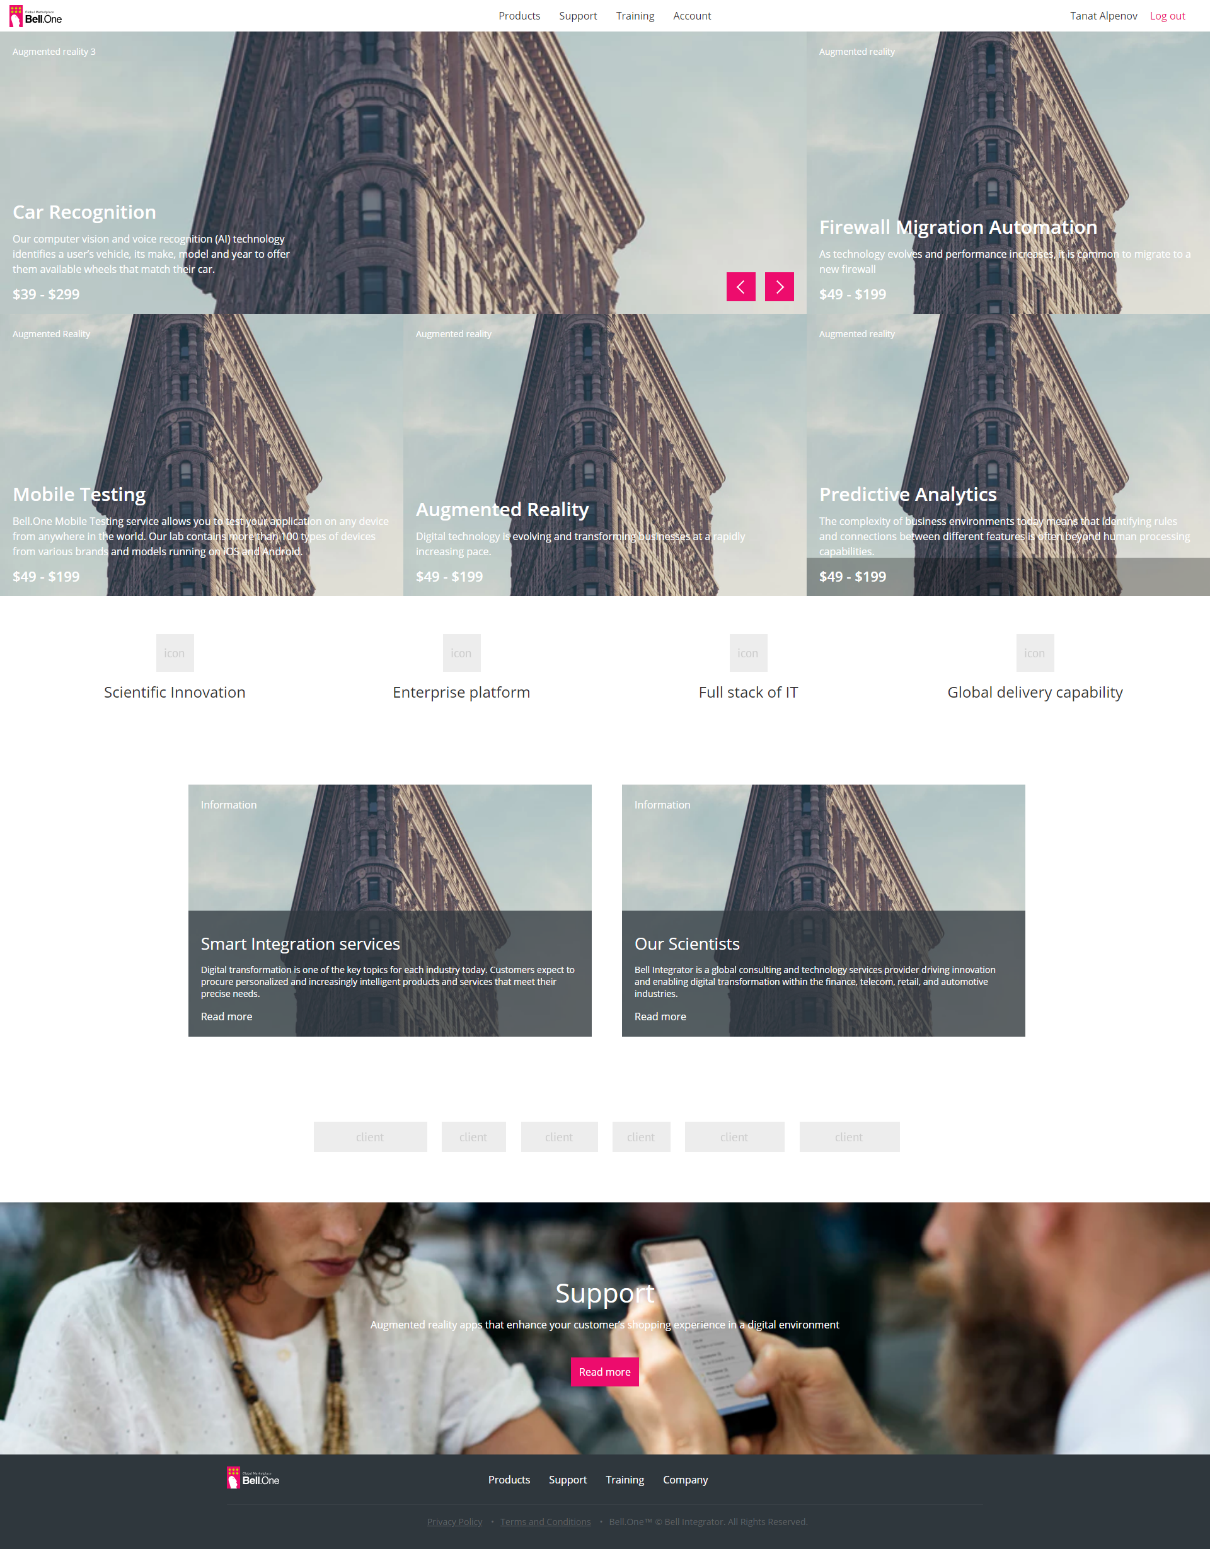 Bell.One
Products Support Training Account
Tanat Alpenov Log out
Augmented reality 3
Car Recognition
Our computer vision and voice recognition (AI) technology
identifies a user's vehicle, its make, model and year to offer
them available wheels that match their car.
$39 - $299
Augmented reality
Firewall Migration Automation
As technology evolves and performance increases, it is common to migrate to a
new firewall
$49 - $199
Augmented Reality
Mobile Testing
Bell.One Mobile Testing service allows you to test your application on any device
from anywhere in the world. Our lab contains more than 100 types of devices
from various brands and models running on iOS and Android.
$49 - $199
Augmented reality
Augmented Reality
Digital technology is evolving and transforming businesses at a rapidly
increasing pace.
$49 - $199
Augmented reality
Predictive Analytics
The complexity of business environments today means that identifying rules
and connections between different features is often beyond human processing
capabilities.
$49 - $199
icon
Scientific Innovation
icon
Enterprise platform
icon
Full stack of IT
icon
Global delivery capability
Information
Smart Integration services
Digital transformation is one of the key topics for each industry today. Customers expect to
procure personalized and increasingly intelligent products and services that meet their
precise needs.
Read more
Information
Our Scientists
Bell Integrator is a global consulting and technology services provider driving innovation
and enabling digital transformation within the finance, telecom, retail, and automotive
industries.
Read more
client client client client client client
Support
Augmented reality apps that enhance your customer's shopping experience in a digital environment
Read more
Bell.One
Products Support Training Company
Privacy Policy • Terms and Conditions • Bell.One™ © Bell Integrator. All Rights Reserved.